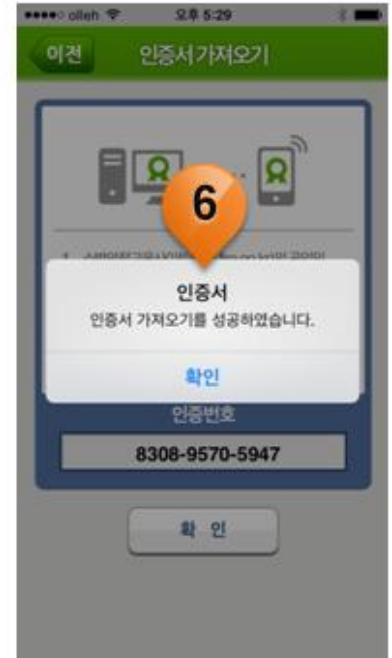 olleh 오후 5:29
이전 인증서 가져오기
6
인증서
인증서 가져오기를 성공하였습니다.
확인
인증번호
8308-9570-5947
확 인